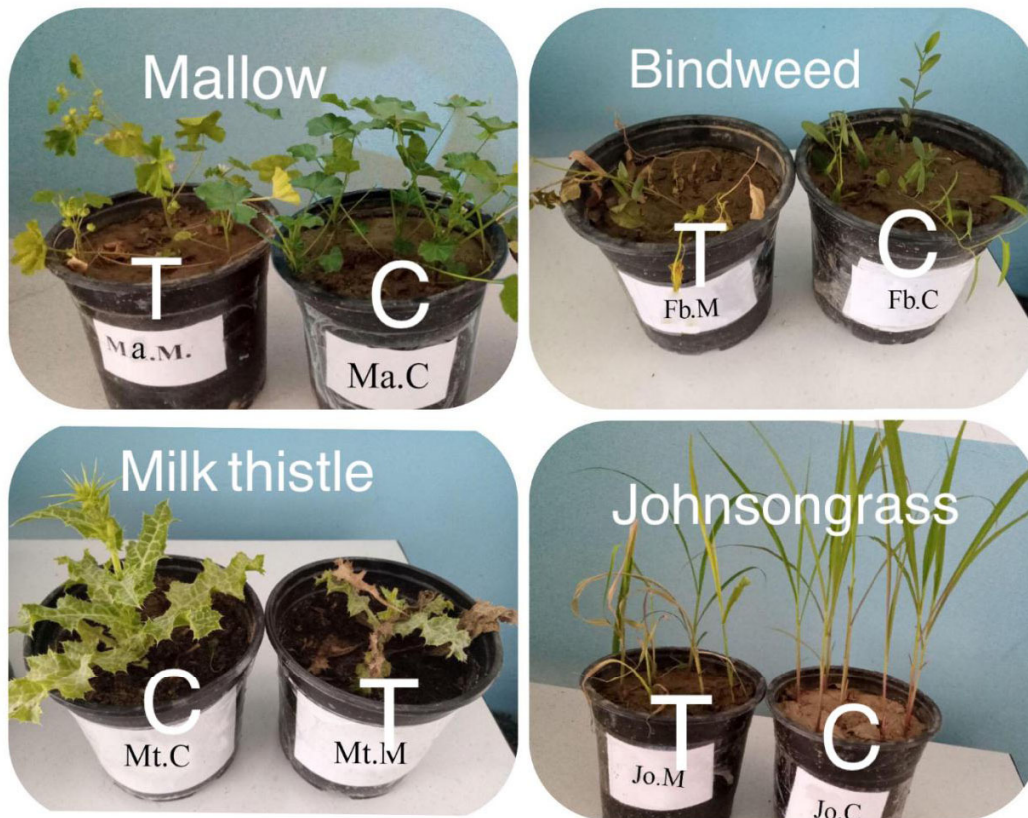 Mallow
T
C
Ma.M.
Ma.C
Bindweed
T
C
Fb.M
Fb.C
Milk thistle
C
T
Mt.C
Mt.M
Johnsongrass
T
C
Jo.M
Jo.C